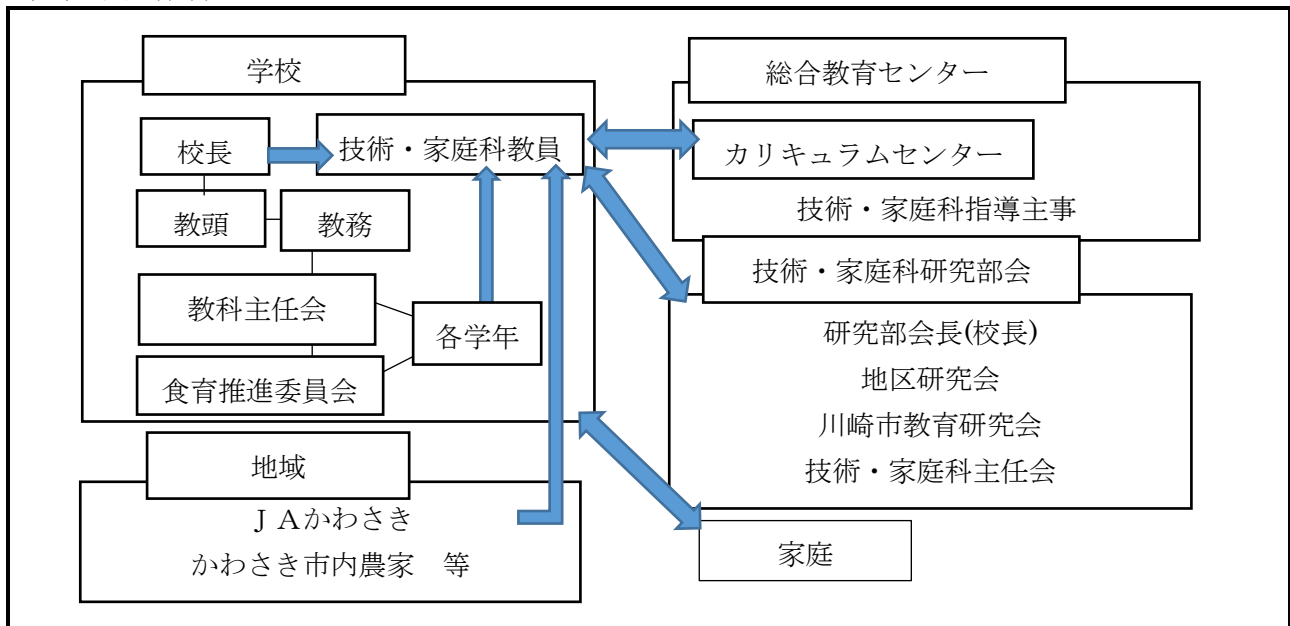 学校
校長
技術・家庭科教員
教頭
教務
教科主任会
各学年
食育推進委員会
地域
ＪＡかわさき
かわさき市内農家　等
総合教育センター
カリキュラムセンター
技術・家庭科指導主事
技術・家庭科研究部会
研究部会長(校長)
地区研究会
川崎市教育研究会
技術・家庭科主任会
家庭